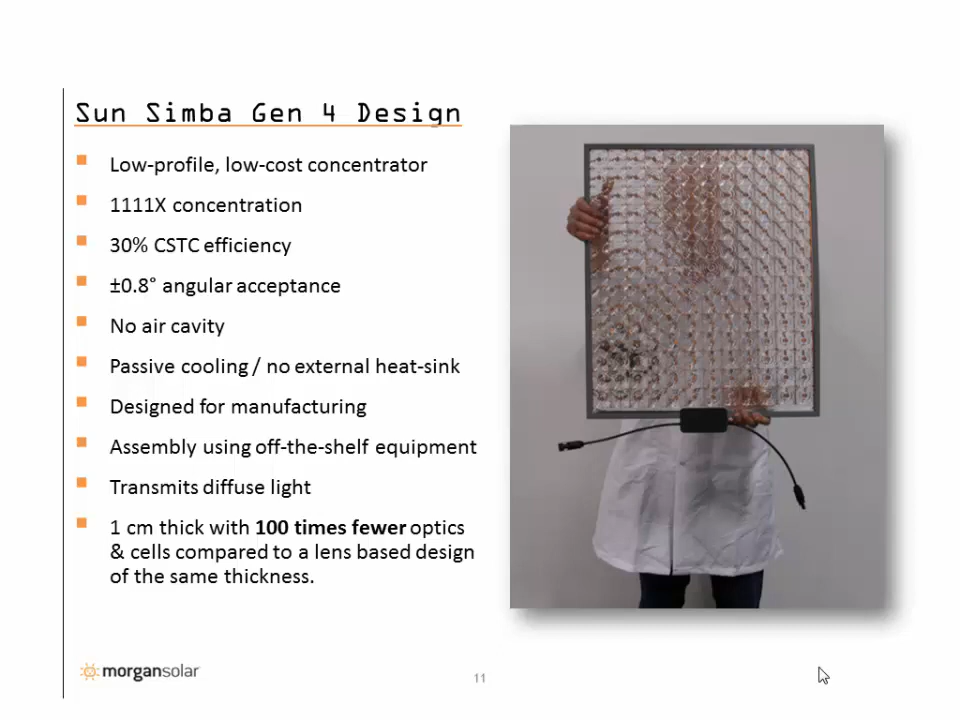 Sun Simba Gen 4 Design
Low-profile, low-cost concentrator
1111X concentration
30% CSTC efficiency
±0.8° angular acceptance
No air cavity
Passive cooling / no external heat-sink
Designed for manufacturing
Assembly using off-the-shelf equipment
Transmits diffuse light
1 cm thick with 100 times fewer optics
& cells compared to a lens based design
of the same thickness.
morgansolar
11